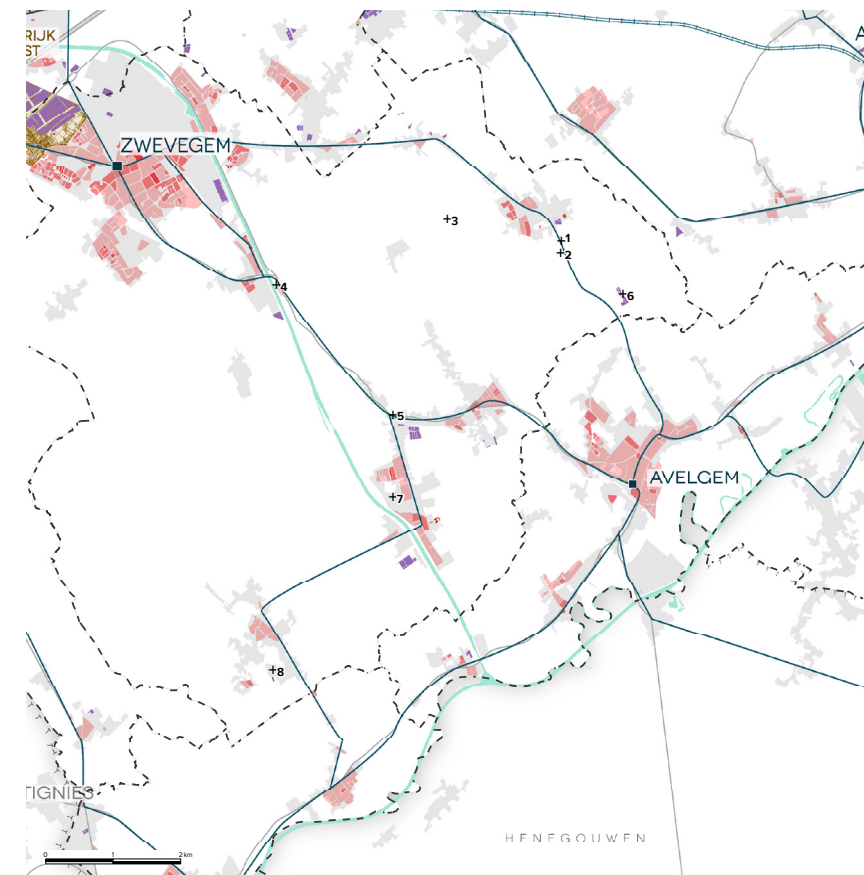 RIJK
ST
A
ZWEVEGEM
3
1
2
4
6
5
AVELGEM
7
8
TIGNIES
HENEGOUWEN
0 1 2 km